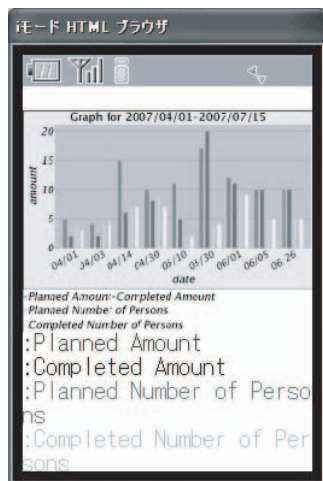 iモード HTML ブラウザ
Graph for 2007/04/01-2007/07/15
20
15
10
5
0
amount
04/01 04/03 04/14 04/30 05/10 05/30 06/01 06/05 06 26
date
-Planned Amount-Completed Amount
-Planned Number of Persons
Completed Number of Persons
:Planned Amount
:Completed Amount
:Planned Number of Perso
ns
:Completed Number of Per
sons